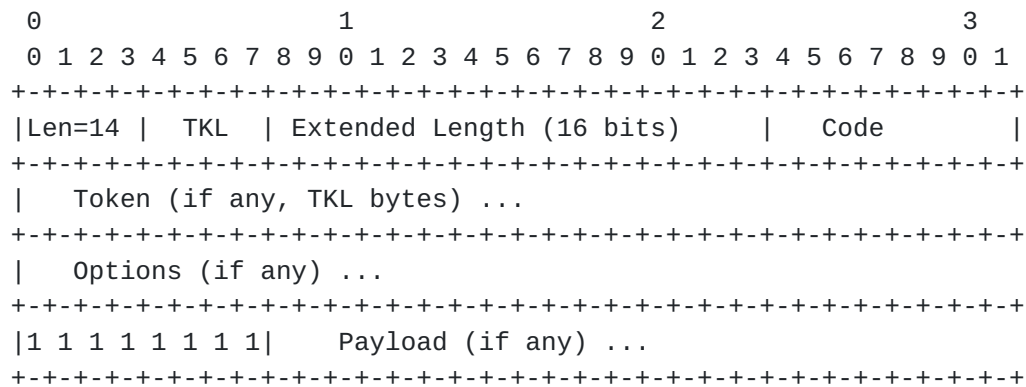 0                   1                   2                   3
 0 1 2 3 4 5 6 7 8 9 0 1 2 3 4 5 6 7 8 9 0 1 2 3 4 5 6 7 8 9 0 1
+-+-+-+-+-+-+-+-+-+-+-+-+-+-+-+-+-+-+-+-+-+-+-+-+-+-+-+-+-+-+-+-+
|Len=14 |  TKL  | Extended Length (16 bits)     |   Code        |
+-+-+-+-+-+-+-+-+-+-+-+-+-+-+-+-+-+-+-+-+-+-+-+-+-+-+-+-+-+-+-+-+
|   Token (if any, TKL bytes) ...
+-+-+-+-+-+-+-+-+-+-+-+-+-+-+-+-+-+-+-+-+-+-+-+-+-+-+-+-+-+-+-+-+
|   Options (if any) ...
+-+-+-+-+-+-+-+-+-+-+-+-+-+-+-+-+-+-+-+-+-+-+-+-+-+-+-+-+-+-+-+-+
|1 1 1 1 1 1 1 1|    Payload (if any) ...
+-+-+-+-+-+-+-+-+-+-+-+-+-+-+-+-+-+-+-+-+-+-+-+-+-+-+-+-+-+-+-+-+